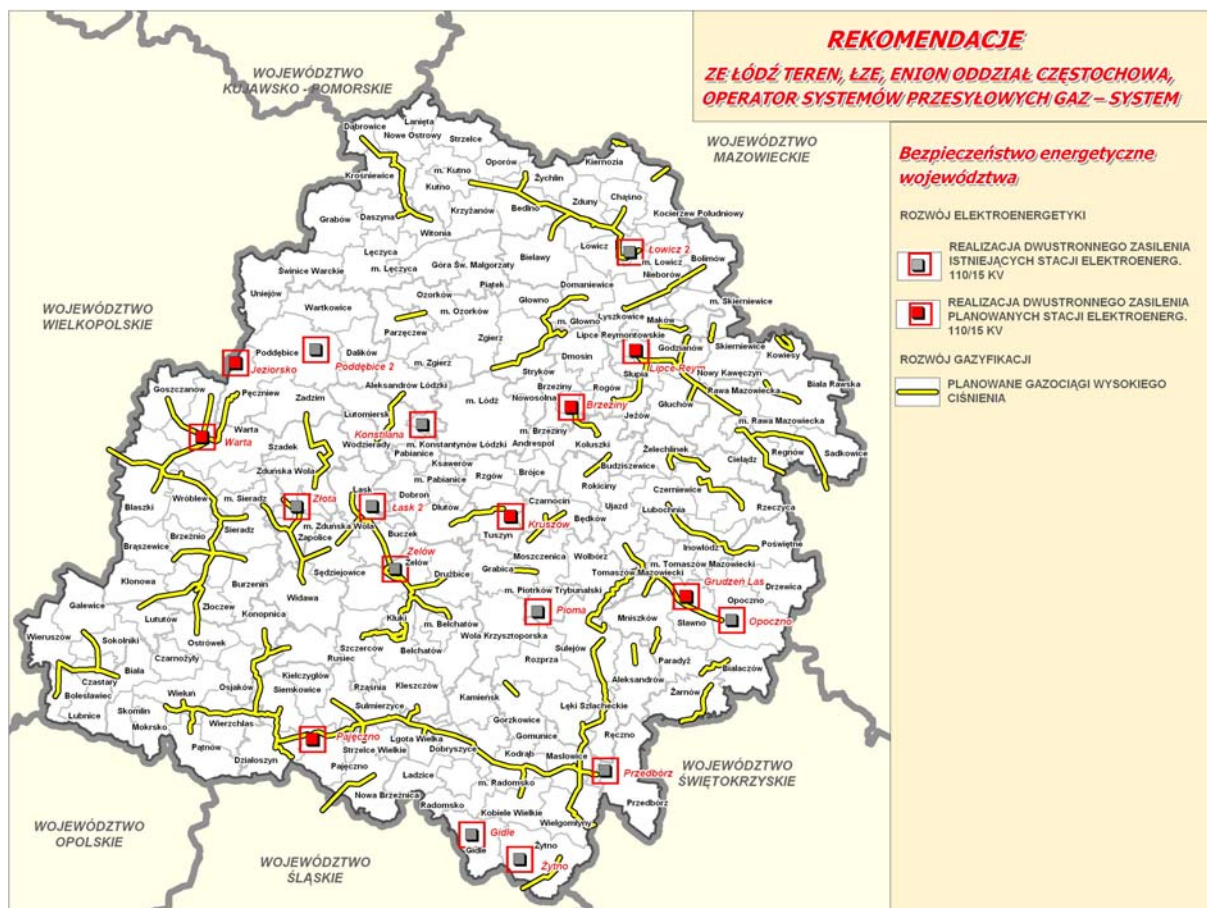 REKOMENDACJE
ZE ŁÓDŹ TEREN, ŁZE, ENION ODDZIAŁ CZĘSTOCHOWA,
OPERATOR SYSTEMÓW PRZESYŁOWYCH GAZ – SYSTEM
Bezpieczeństwo energetyczne
województwa
ROZWÓJ ELEKTROENERGETYKI
REALIZACJA DWUSTRONNEGO ZASILENIA
ISTNIEJĄCYCH STACJI ELEKTROENERG.
110/15 KV
REALIZACJA DWUSTRONNEGO ZASILENIA
PLANOWANYCH STACJI ELEKTROENERG.
110/15 KV
ROZWÓJ GAZYFIKACJI
PLANOWANE GAZOCIĄGI WYSOKIEGO
CIŚNIENIA
WOJEWÓDZTWO
KUJAWSKO - POMORSKIE
WOJEWÓDZTWO
MAZOWIECKIE
WOJEWÓDZTWO
WIELKOPOLSKIE
WOJEWÓDZTWO
ŚWIĘTOKRZYSKIE
WOJEWÓDZTWO
OPOLSKIE
WOJEWÓDZTWO
ŚLĄSKIE
Łanięta
Dąbrowice
Nowe Ostrowy
Strzelce
Oporów
Kiernozia
Krośniewice
m. Kutno
Kutno
Żychlin
Chąśno
Zduny
Bedlno
Kocierzew Południowy
Grabów
Daszyna
Krzyżanów
Witonia
Łowicz
Łowicz 2
Łęczyca
m. Łęczyca
Góra Św. Małgorzaty
Bielawy
m. Łowicz
Bolimów
Nieborów
Świnice Warckie
Piątek
Domaniewice
Uniejów
Wartkowice
Ozorków
m. Ozorków
Głowno
m. Głowno
Łyszkowice
m. Skierniewice
Maków
Parzęczew
Zgierz
Lipce Reymontowskie
Godzianów
Skierniewice
Kowiesy
Poddębice
Dalików
Poddębice 2
Jeziorsko
m. Zgierz
Dmosin
Stryków
Słupia
Lipce Reym
Nowy Kawęczyn
Biała Rawska
Goszczanów
Pęczniew
Zadzim
Aleksandrów Łódzki
Brzeziny
Rogów
Rawa Mazowiecka
Lutomiersk
m. Łódź
Nowosolna
Brzeziny
Głuchów
Jeżów
Warta
Warta
Konstilana
m. Brzeziny
m. Rawa Mazowiecka
Szadek
Wodzierady
m. Konstantynów Łódzki
Andrespol
Pabianice
Koluszki
Żelechlinek
Cielądz
Regnów
Sadkowice
Ksawerów
Zduńska Wola
m. Pabianice
Rzgów
Brójce
Budziszewice
Rokiciny
Wróblew
m. Sieradz
Złota
Łask
Łask 2
Dobroń
Dłutów
Czarnocin
Czerniewice
Rzeczyca
Błaszki
Ujazd
Lubochnia
Będków
Kruszów
Tuszyn
Sieradz
m. Zduńska Wola
Zapolice
Buczek
Brzeźnio
Brąszewice
Sędziejowice
Zelów
Zelów
Drużbice
Moszczenica
Wolbórz
Inowłódz
Poświętne
Grabica
m. Tomaszów Mazowiecki
Tomaszów Mazowiecki
Klonowa
Burzenin
Widawa
m. Piotrków Trybunalski
Grudzeń Las
Drzewica
Opoczno
Galewice
Złoczew
Konopnica
Pioma
Mniszków
Sławno
Opoczno
Lututów
Kluki
m. Bełchatów
Wola Krzysztoporska
Wieruszów
Sokolniki
Ostrówek
Szczerców
Bełchatów
Sulejów
Czarnożyły
Rusiec
Rozprza
Paradyż
Białaczów
Biała
Czastary
Osjaków
Kiełczygłów
Siemkowice
Rząśnia
Kleszczów
Aleksandrów
Żarnów
Bolesławiec
Wieluń
Kamieńsk
Łęki Szlacheckie
Skomlin
Sulmierzyce
Łubnice
Wierzchlas
Gorzkowice
Mokrsko
Ręczno
Pajęczno
Lgota Wielka
Gomunice
Pątnów
Strzelce Wielkie
Dobryszyce
Działoszyn
Kodrąb
Masłowice
Pajęczno
Ładzice
m. Radomsko
Przedbórz
Nowa Brzeźnica
Radomsko
Kobiele Wielkie
Przedbórz
Wielgomłyny
Gidle
Gidle
Żytno
Żytno